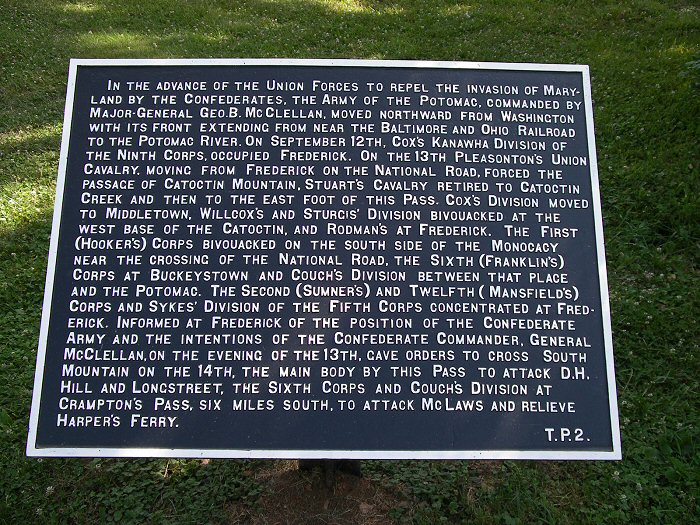 In the advance of the Union Forces to repel the invasion of Mary-
land by the Confederates, the Army of the Potomac, commanded by
Major-General Geo. B. McClellan, moved northward from Washington
with its front extending from near the Baltimore and Ohio Railroad
to the Potomac River. On September 12th, Cox's Kanawha Division of
the Ninth Corps, occupied Frederick. On the 13th Pleasonton's Union
Cavalry, moving from Frederick on the National Road, forced the
passage of Catoctin Mountain, Stuart's Cavalry retired to Catoctin
Creek and then to the east foot of this Pass. Cox's Division moved
to Middletown, Willcox's and Sturgis' Division bivouacked at the
west base of the Catoctin, and Rodman's at Frederick. The First
(Hooker's) Corps bivouacked on the south side of the Monocacy
near the crossing of the National Road, the Sixth (Franklin's)
Corps at Buckeystown and Couch's Division between that place
and the Potomac. The Second (Sumner's) and Twelfth (Mansfield's)
Corps and Sykes' Division of the Fifth Corps concentrated at Fred-
erick. Informed at Frederick of the position of the Confederate
Army and the intentions of the Confederate Commander, General
McClellan, on the evening of the 13th, gave orders to cross South
Mountain on the 14th, the main body by this Pass to attack D.H.
Hill and Longstreet, the Sixth Corps and Couch's Division at
Crampton's Pass, six miles south, to attack McLaws and relieve
Harper's Ferry.
T.P.2.